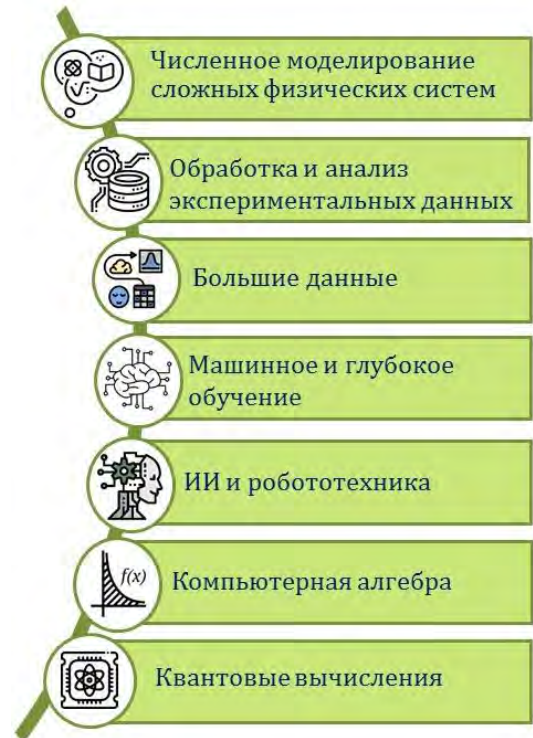 Численное моделирование
сложных физических систем
Обработка и анализ
экспериментальных данных
Большие данные
Машинное и глубокое
обучение
ИИ и робототехника
f(x)
Компьютерная алгебра
Квантовые вычисления